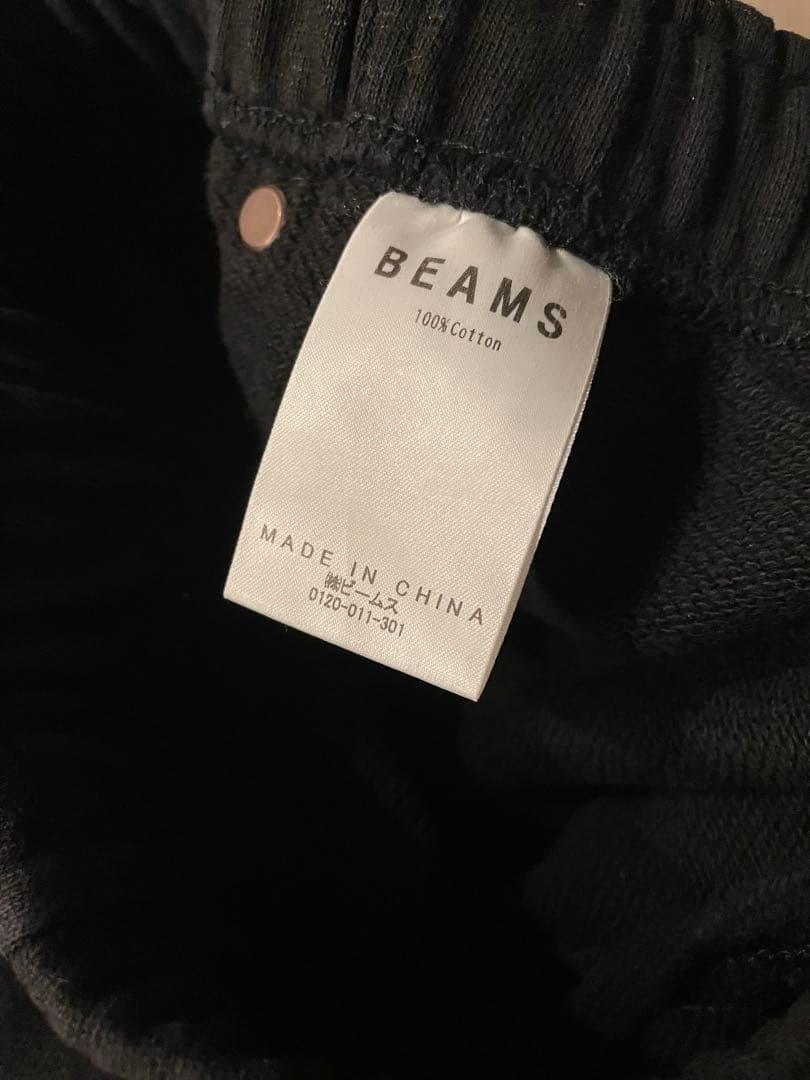 BEAMS
100%Cotton
MADE IN CHINA
㈱ビームス
0120-011-301